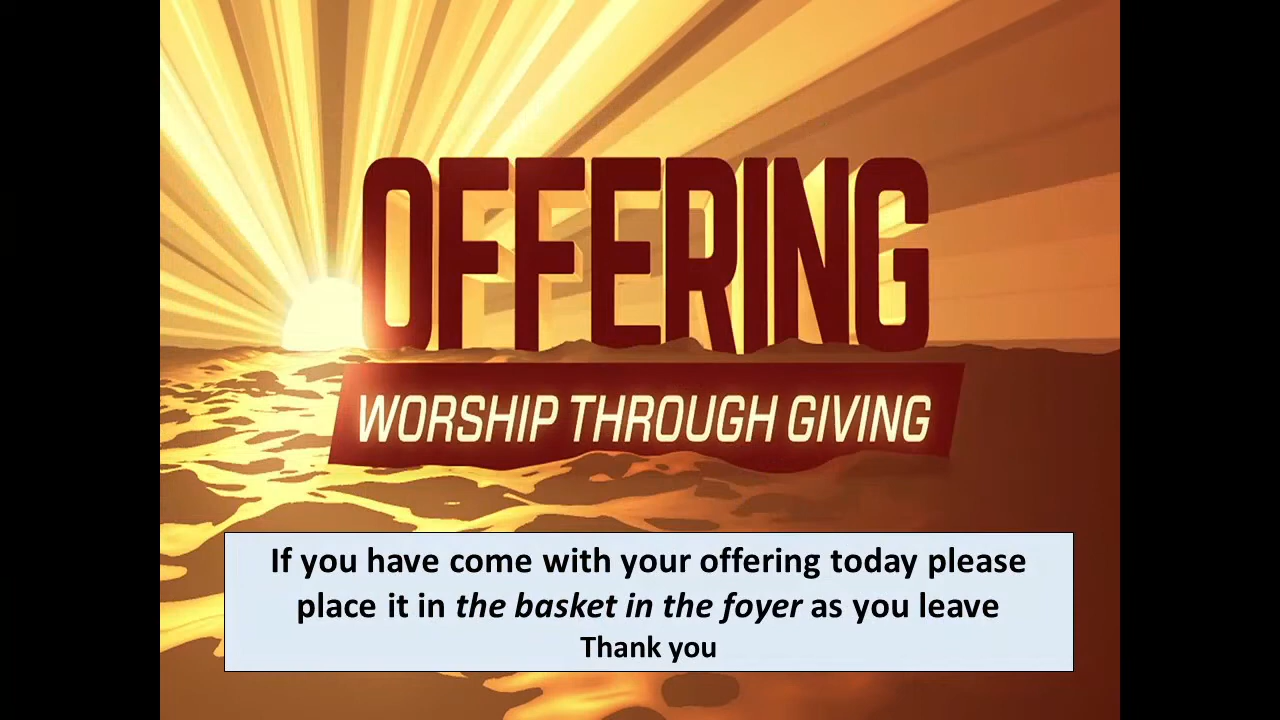 OFFERING
WORSHIP THROUGH GIVING
If you have come with your offering today please
place it in the basket in the foyer as you leave
Thank you